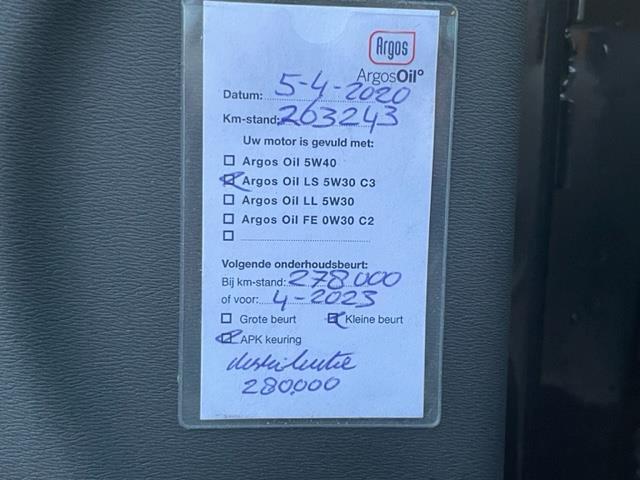 Argos
ArgosOil°
Datum: 5-4-2020
Km-stand: 263243
Uw motor is gevuld met:
Argos Oil 5W40
Argos Oil LS 5W30 C3
Argos Oil LL 5W30
Argos Oil FE 0W30 C2
Volgende onderhoudsbeurt:
Bij km-stand: 278000
of voor: 4-2023
Grote beurt Kleine beurt
APK keuring
distributie
280.000